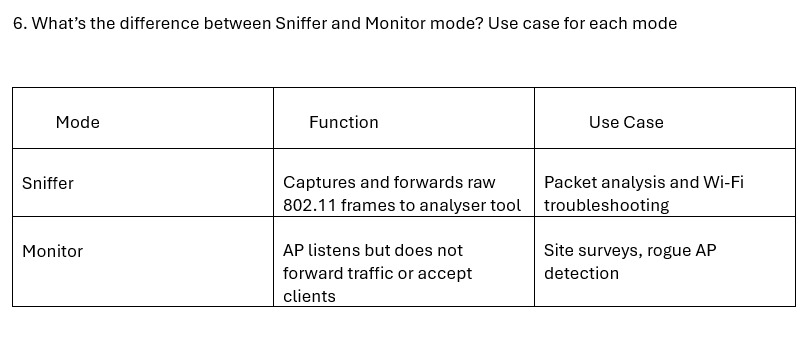 6. What’s the difference between Sniffer and Monitor mode? Use case for each mode
Mode Function Use Case
Sniffer
Captures and forwards raw
802.11 frames to analyser tool
Packet analysis and Wi-Fi
troubleshooting
Monitor
AP listens but does not
forward traffic or accept
clients
Site surveys, rogue AP
detection